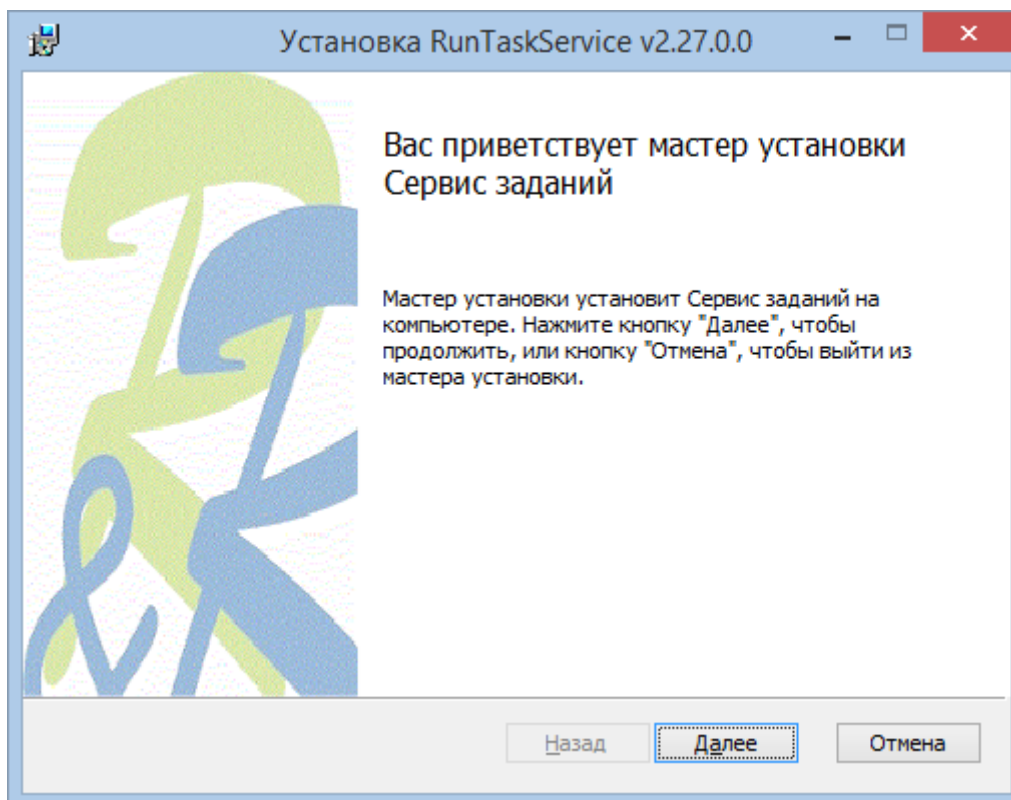 Установка RunTaskService v2.27.0.0
Вас приветствует мастер установки
Сервис заданий
Мастер установки установит Сервис заданий на
компьютере. Нажмите кнопку "Далее", чтобы
продолжить, или кнопку "Отмена", чтобы выйти из
мастера установки.
Назад
Далее
Отмена